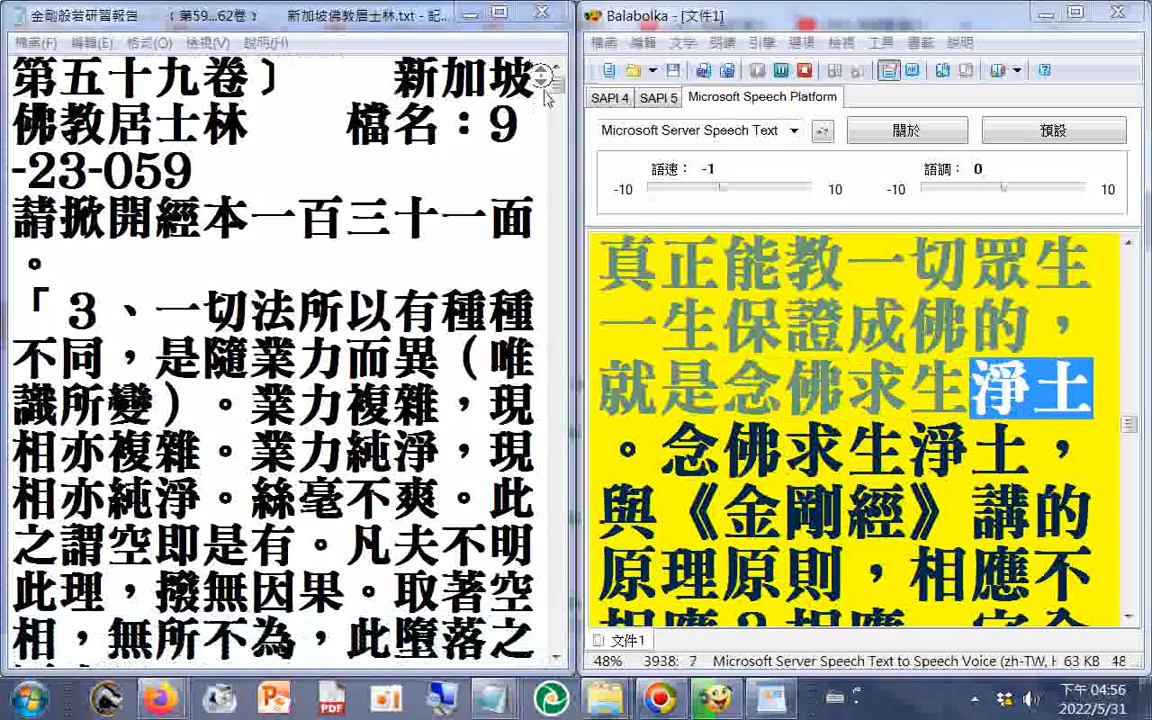 金剛般若研習報告 （第59...62卷） 新加坡佛敎居士林.txt - 記...
檔案(F) 編輯(E) 格式(O) 檢視(V) 說明(H)
第五十九卷〕 新加坡
佛教居士林 檔名：9
-23-059
請掀開經本一百三十一面
。
「3、一切法所以有種種
不同，是隨業力而異（唯
識所變）。業力複雜，現
相亦複雜。業力純淨，現
相亦純淨。絲毫不爽。此
之謂空即是有。凡夫不明
此理，撥無因果。取著空
相，無所不為，此墮落之
Balabolka - [文件1]
檔案 編輯 文字 朗讀 引擎 選項 檢視 工具 書籤 說明
SAPI 4 SAPI 5 Microsoft Speech Platform
Microsoft Server Speech Text 關於 預設
語速： -1 語調： 0
-10 10 -10 10
真正能教一切眾生
一生保證成佛的，
就是念佛求生淨土
。念佛求生淨土，
與《金剛經》講的
原理原則，相應不
相應？相應，完全
文件1
48% 3938: 7 Microsoft Server Speech Text to Speech Voice (zh-TW, H 63 KB 48
下午 04:56
2022/5/31